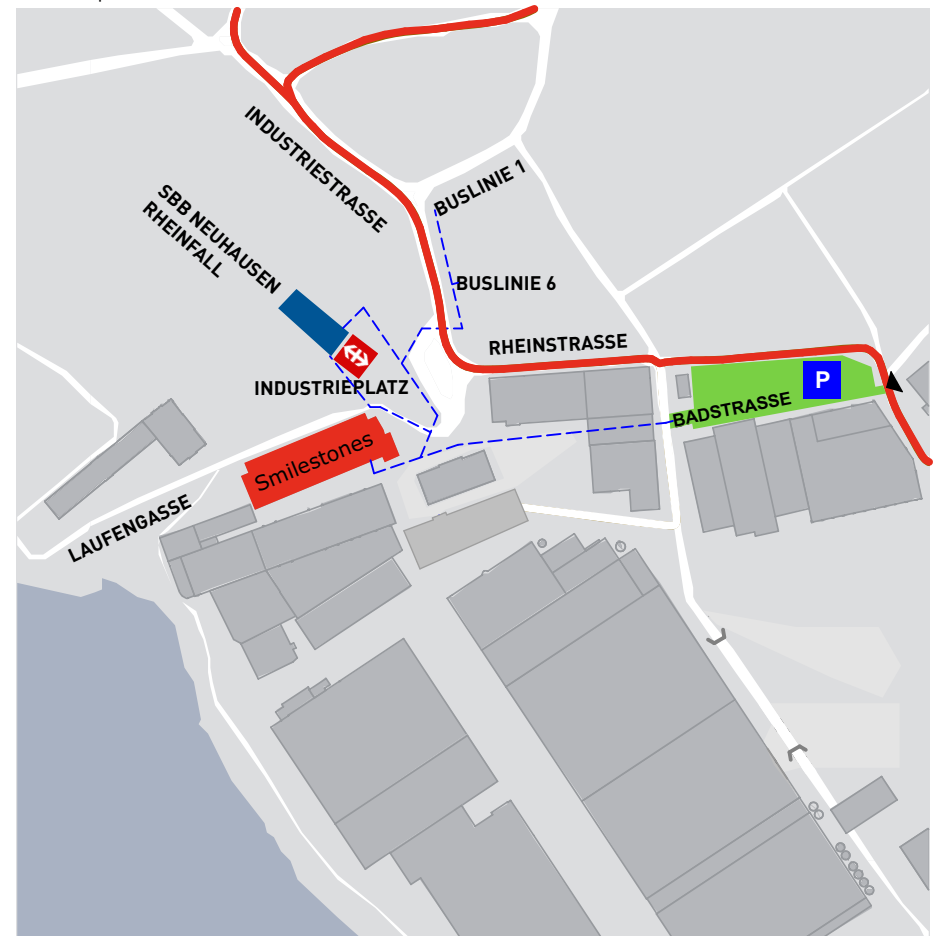 INDUSTRIESTRASSE
BUSLINIE 1
SBB NEUHAUSEN
RHEINFALL
BUSLINIE 6
RHEINSTRASSE
INDUSTRIEPLATZ
P
BADSTRASSE
Smilestones
LAUFENGASSE